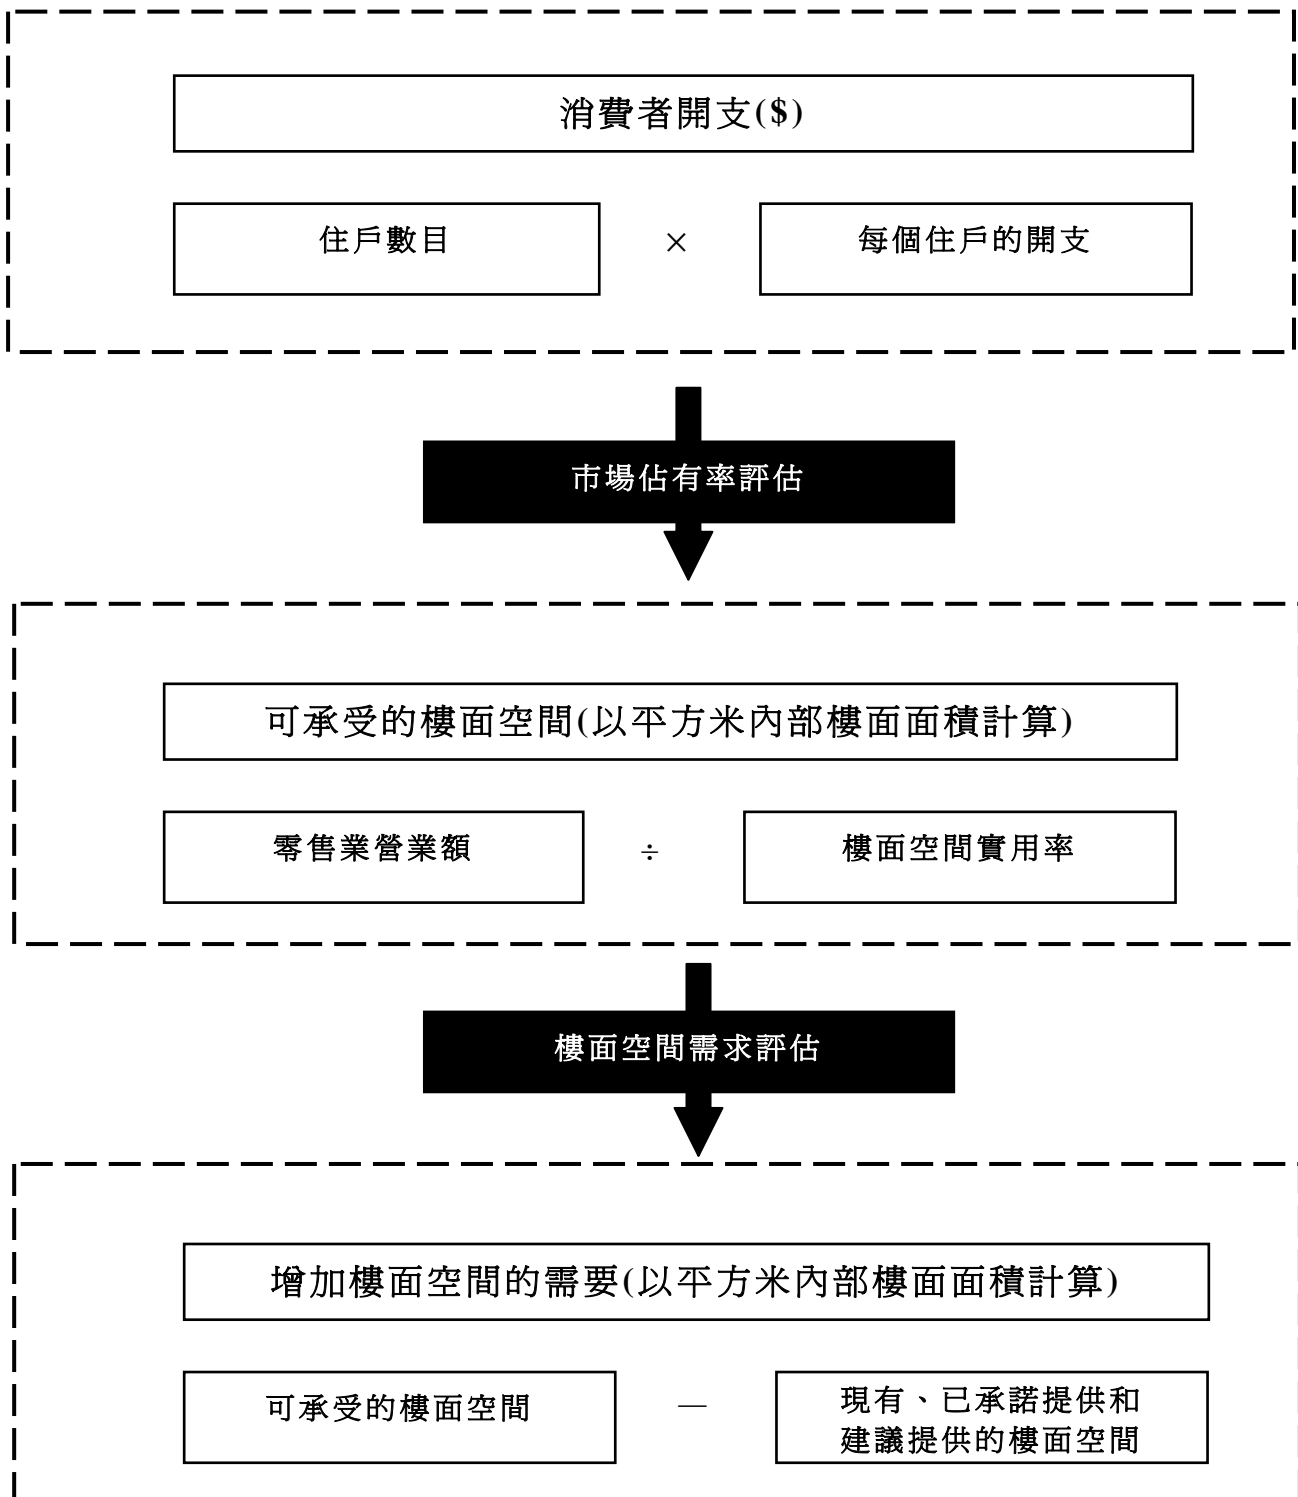 消費者開支($)
住戶數目 × 每個住戶的開支
市場佔有率評估
可承受的樓面空間(以平方米內部樓面面積計算)
零售業營業額 ÷ 樓面空間實用率
樓面空間需求評估
增加樓面空間的需要(以平方米內部樓面面積計算)
可承受的樓面空間 — 現有、已承諾提供和
建議提供的樓面空間